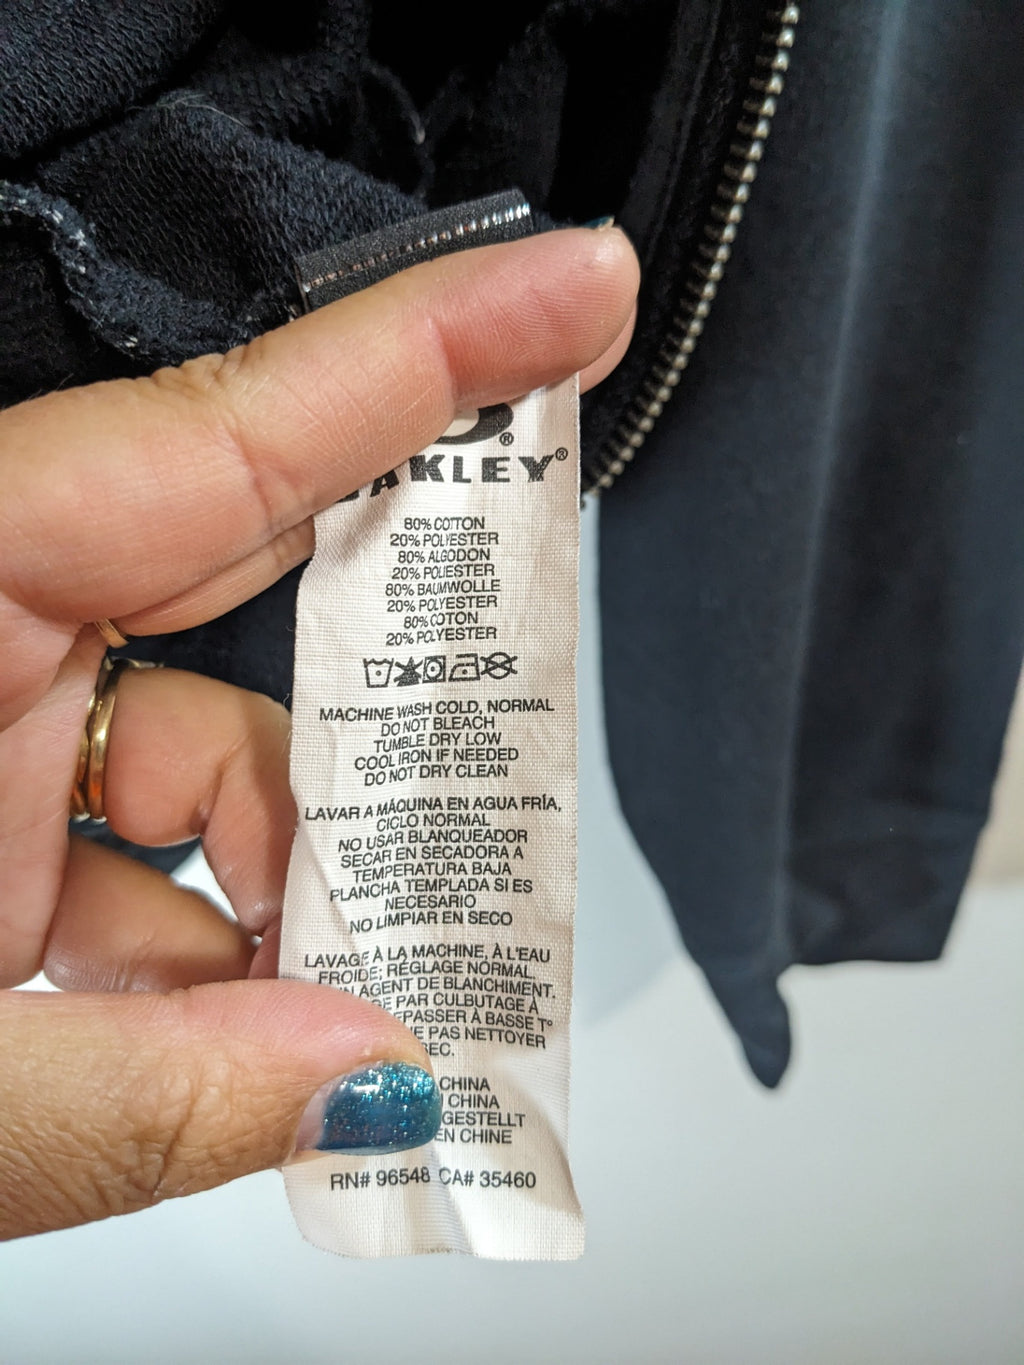 ®
AKLEY®
80% COTTON
20% POLYESTER
80% ALGODON
20% POLIESTER
80% BAUMWOLLE
20% POLYESTER
80% COTON
20% POLYESTER
MACHINE WASH COLD, NORMAL
DO NOT BLEACH
TUMBLE DRY LOW
COOL IRON IF NEEDED
DO NOT DRY CLEAN
LAVAR A MÁQUINA EN AGUA FRÍA,
CICLO NORMAL
NO USAR BLANQUEADOR
SECAR EN SECADORA A
TEMPERATURA BAJA
PLANCHA TEMPLADA SI ES
NECESARIO
NO LIMPIAR EN SECO
LAVAGE À LA MACHINE, À L'EAU
FROIDE; RÉGLAGE NORMAL.
AGENT DE BLANCHIMENT.
PAR CULBUTAGE À
EPASSER À BASSE T°
PAS NETTOYER
SEC.
CHINA
CHINA
GESTELLT
EN CHINE
RN# 96548 CA# 35460